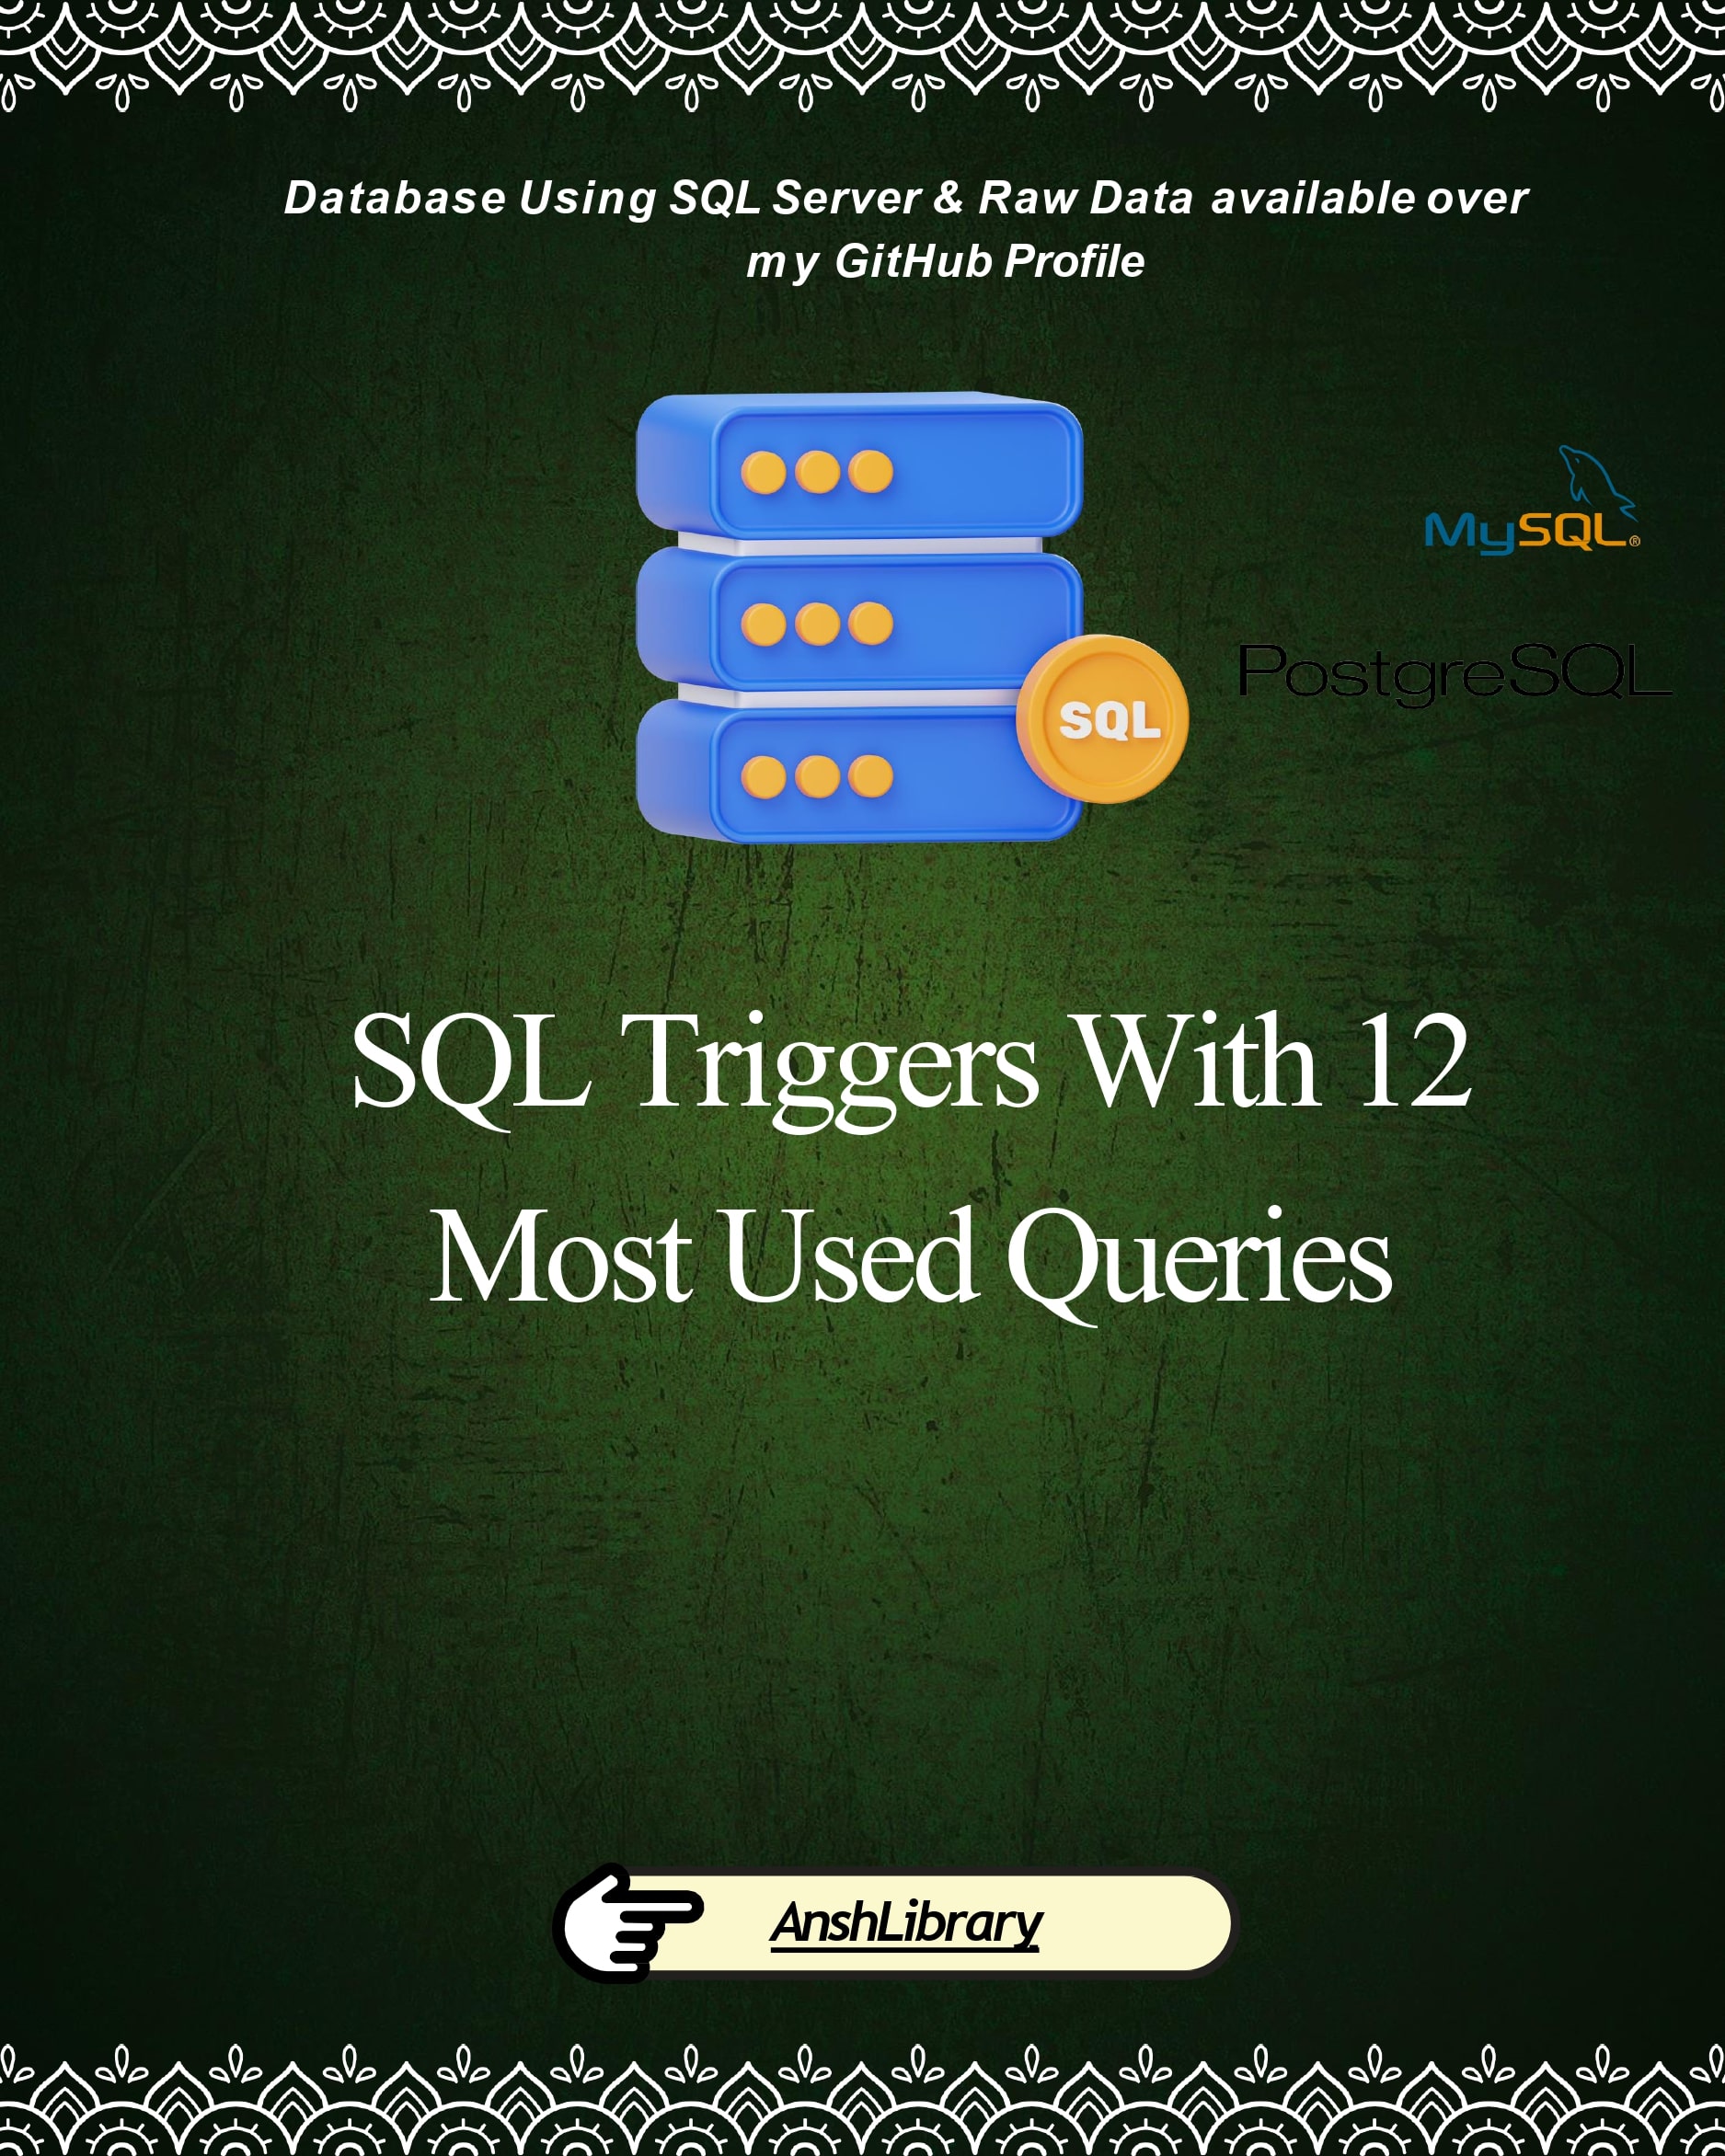 Database Using SQL Server & Raw Data available over
my GitHub Profile
MySQL®
PostgreSQL
SQL
SQL Triggers With 12
Most Used Queries
AnshLibrary